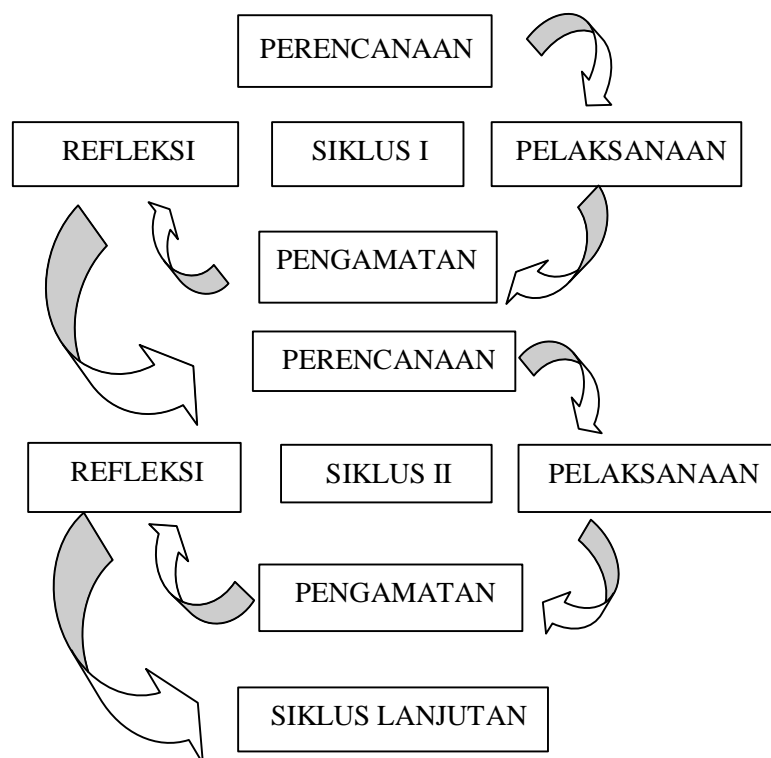 PERENCANAAN
REFLEKSI
SIKLUS I
PELAKSANAAN
PENGAMATAN
PERENCANAAN
REFLEKSI
SIKLUS II
PELAKSANAAN
PENGAMATAN
SIKLUS LANJUTAN